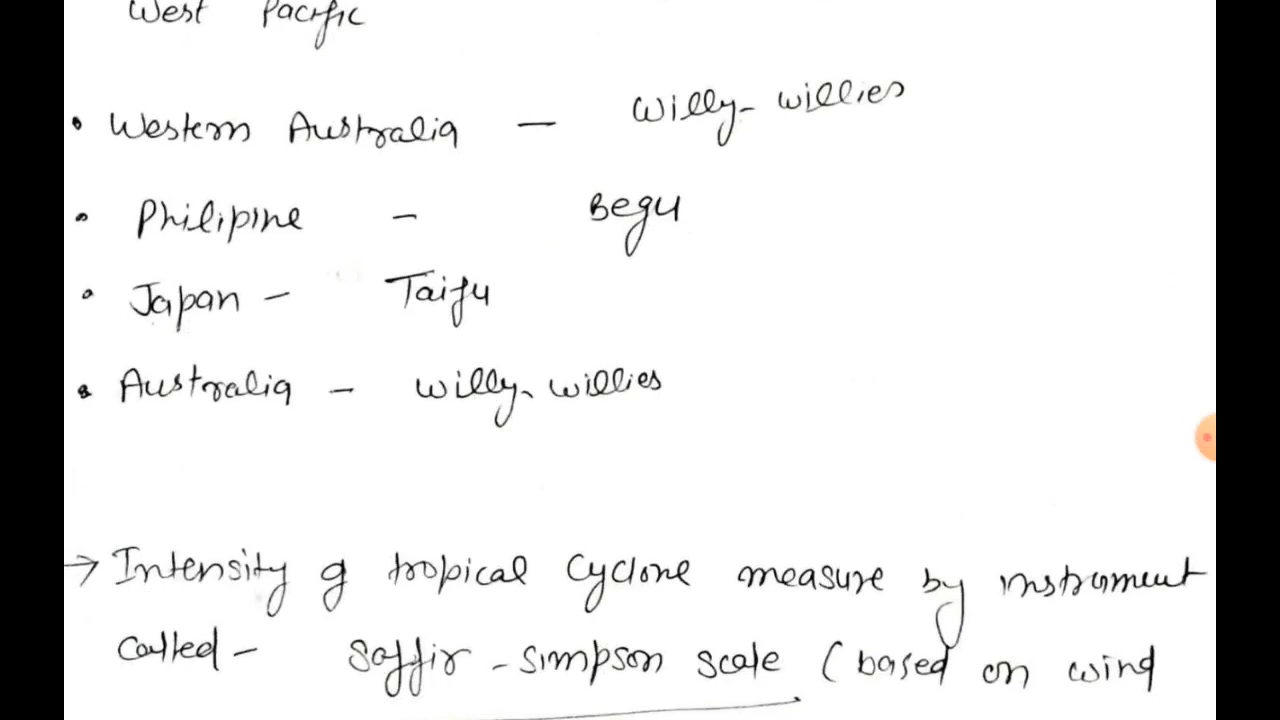 West Pacific
• Western Australia — Willy-willies
• Philipine - Begu
• Japan - Taifu
• Australia - willy-willies
→ Intensity of tropical cyclone measure by instrument
called - Saffir-simpson scale (based on wind